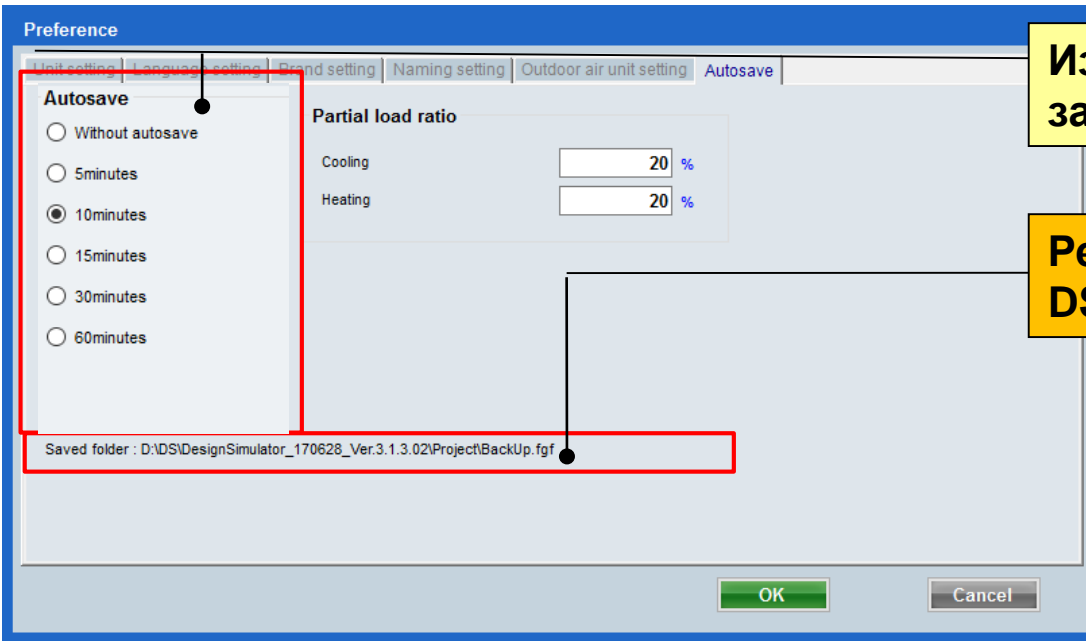 Preference
Unit setting Language setting Brand setting Naming setting Outdoor air unit setting Autosave
Autosave
Without autosave
5minutes
10minutes
15minutes
30minutes
60minutes
Partial load ratio
Cooling 20 %
Heating 20 %
Saved folder : D:\DS\DesignSimulator_170628_Ver.3.1.3.02\Project\BackUp.fgf
OK Cancel